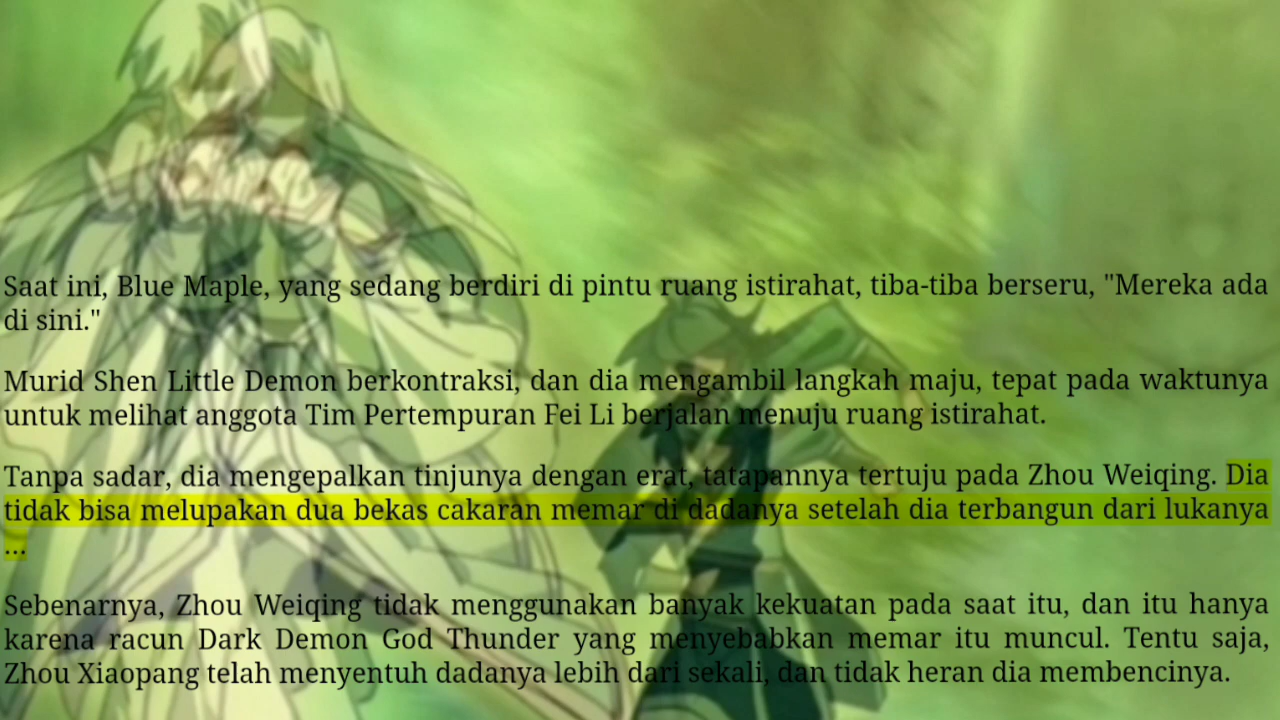 Saat ini, Blue Maple, yang sedang berdiri di pintu ruang istirahat, tiba-tiba berseru, "Mereka ada
di sini."
Murid Shen Little Demon berkontraksi, dan dia mengambil langkah maju, tepat pada waktunya
untuk melihat anggota Tim Pertempuran Fei Li berjalan menuju ruang istirahat.
Tanpa sadar, dia mengepalkan tinjunya dengan erat, tatapannya tertuju pada Zhou Weiqing. Dia
tidak bisa melupakan dua bekas cakaran memar di dadanya setelah dia terbangun dari lukanya
...
Sebenarnya, Zhou Weiqing tidak menggunakan banyak kekuatan pada saat itu, dan itu hanya
karena racun Dark Demon God Thunder yang menyebabkan memar itu muncul. Tentu saja,
Zhou Xiaopang telah menyentuh dadanya lebih dari sekali, dan tidak heran dia membencinya.